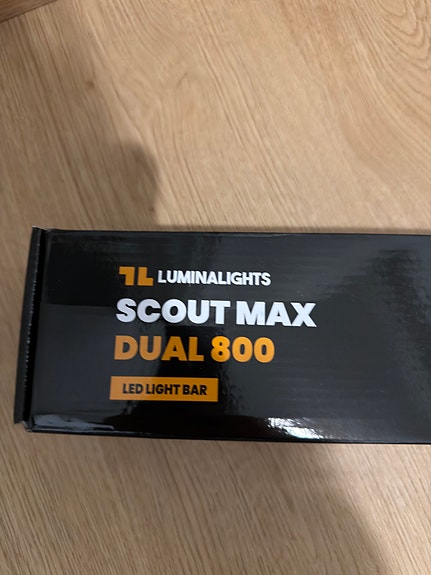 LUMINALIGHTS
SCOUT MAX
DUAL 800
LED LIGHT BAR